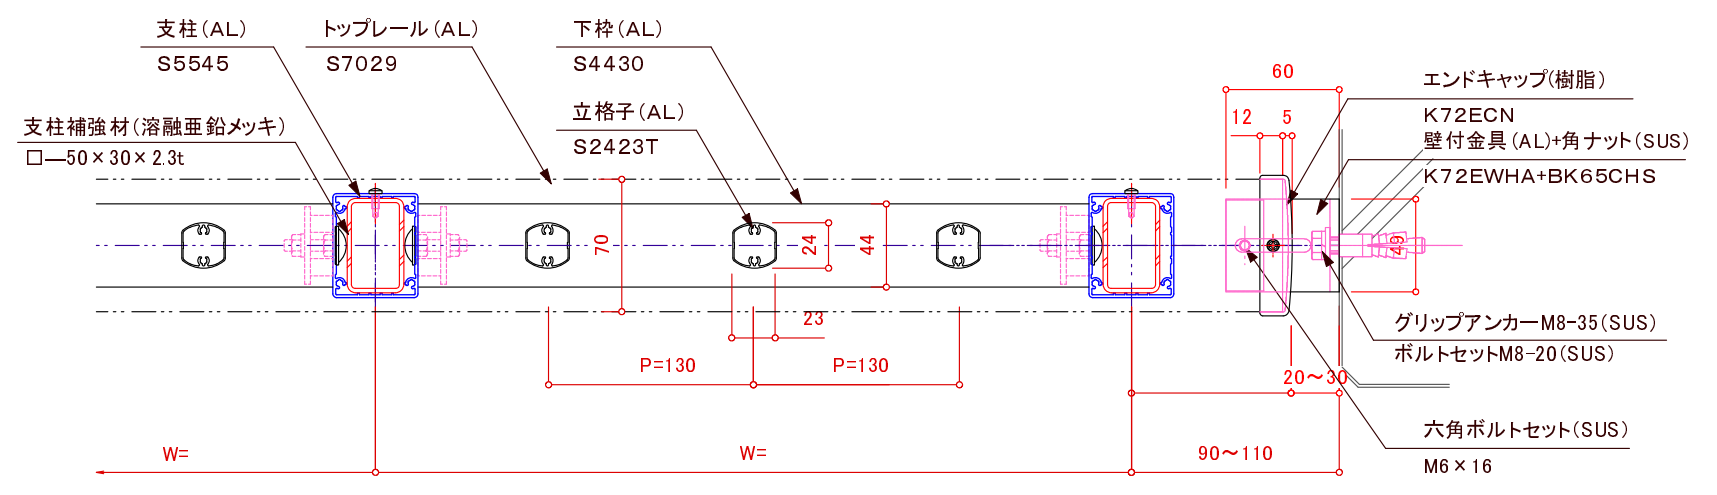 支柱(AL)
S5545
トップレール(AL)
S7029
下枠(AL)
S4430
立格子(AL)
S2423T
支柱補強材(溶融亜鉛メッキ)
□—50×30×2.3t
60
12
5
エンドキャップ(樹脂)
K72ECN
壁付金具(AL)+角ナット(SUS)
K72EWHA+BK65CHS
70
24
44
49
23
P=130
P=130
グリップアンカーM8-35(SUS)
ボルトセットM8-20(SUS)
20~30
六角ボルトセット(SUS)
M6×16
W=
W=
90~110